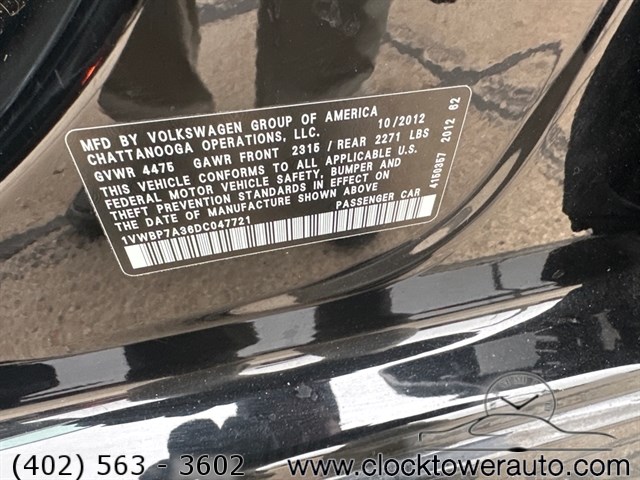 MFD BY VOLKSWAGEN GROUP OF AMERICA 10/2012
CHATTANOOGA OPERATIONS, LLC.
GVWR 4475 GAWR FRONT 2315 / REAR 2271 LBS
THIS VEHICLE CONFORMS TO ALL APPLICABLE U.S.
FEDERAL MOTOR VEHICLE SAFETY, BUMPER AND
THEFT PREVENTION STANDARDS IN EFFECT ON
THE DATE OF MANUFACTURE SHOWN ABOVE
1VWBP7A36DC047721 PASSENGER CAR
4150357 2012 62
(402) 563 - 3602 www.clocktowerauto.com